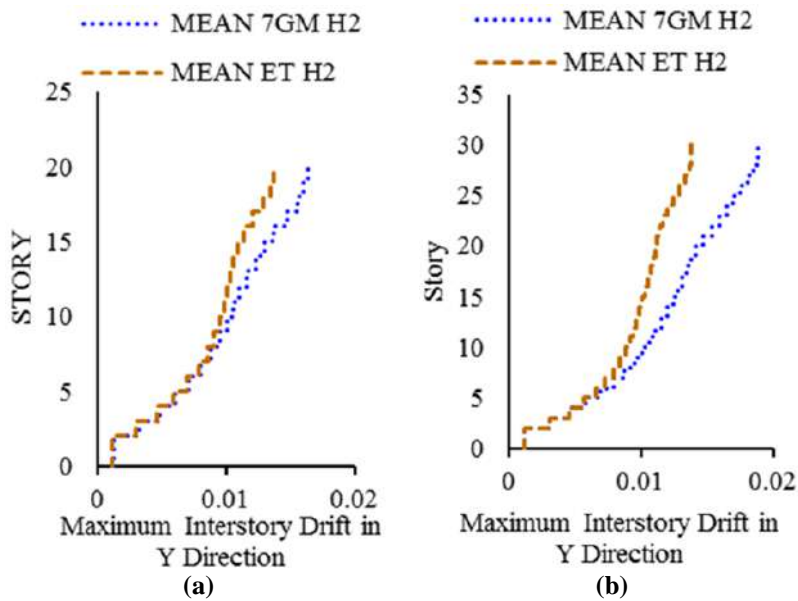 MEAN 7GM H2
MEAN ET H2
25
20
15
10
5
0
STORY
0 0.01 0.02
Maximum Interstory Drift in
Y Direction
(a)
MEAN 7GM H2
MEAN ET H2
35
30
25
20
15
10
5
0
Story
0 0.01 0.02
Maximum Interstory Drift in
Y Direction
(b)